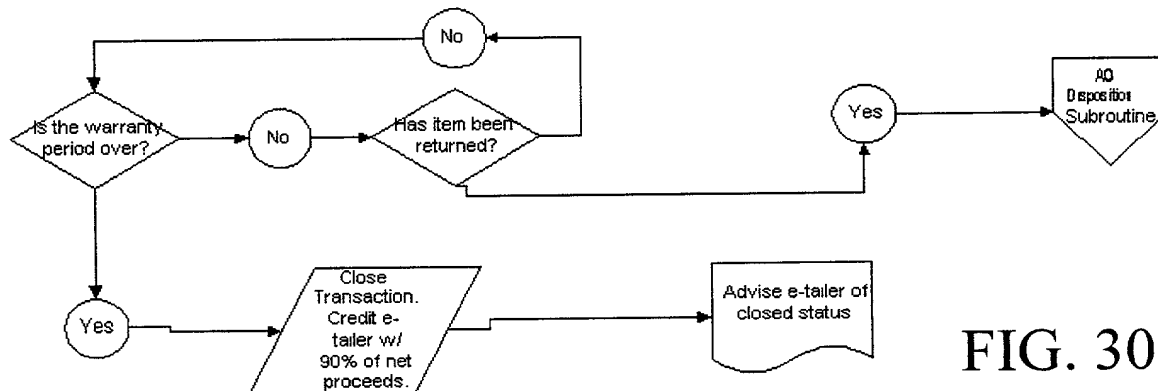 No
Is the warranty
period over?
No
Has item been
returned?
Yes
AO
Disposition
Subroutine
Yes
Close
Transaction.
Credit e-
tailer w/
90% of net
proceeds.
Advise e-tailer of
closed status
FIG. 30